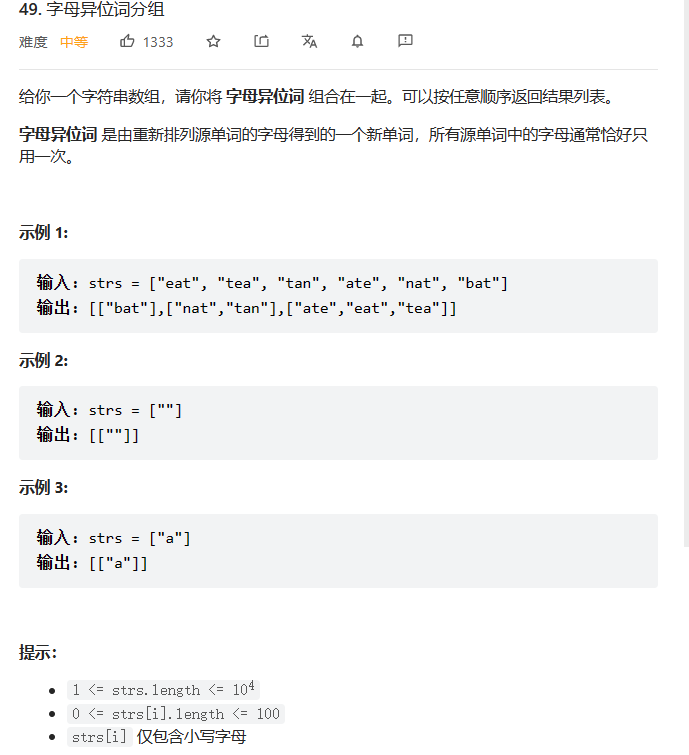 49. 字母异位词分组
难度 中等 1333
给你一个字符串数组，请你将 字母异位词 组合在一起。可以按任意顺序返回结果列表。
字母异位词 是由重新排列源单词的字母得到的一个新单词，所有源单词中的字母通常恰好只
用一次。
示例 1:
输入: strs = ["eat", "tea", "tan", "ate", "nat", "bat"]
输出: [["bat"],["nat","tan"],["ate","eat","tea"]]
示例 2:
输入: strs = [""]
输出: [[""]]
示例 3:
输入: strs = ["a"]
输出: [["a"]]
提示：
1 <= strs.length <= 10⁴
0 <= strs[i].length <= 100
strs[i] 仅包含小写字母